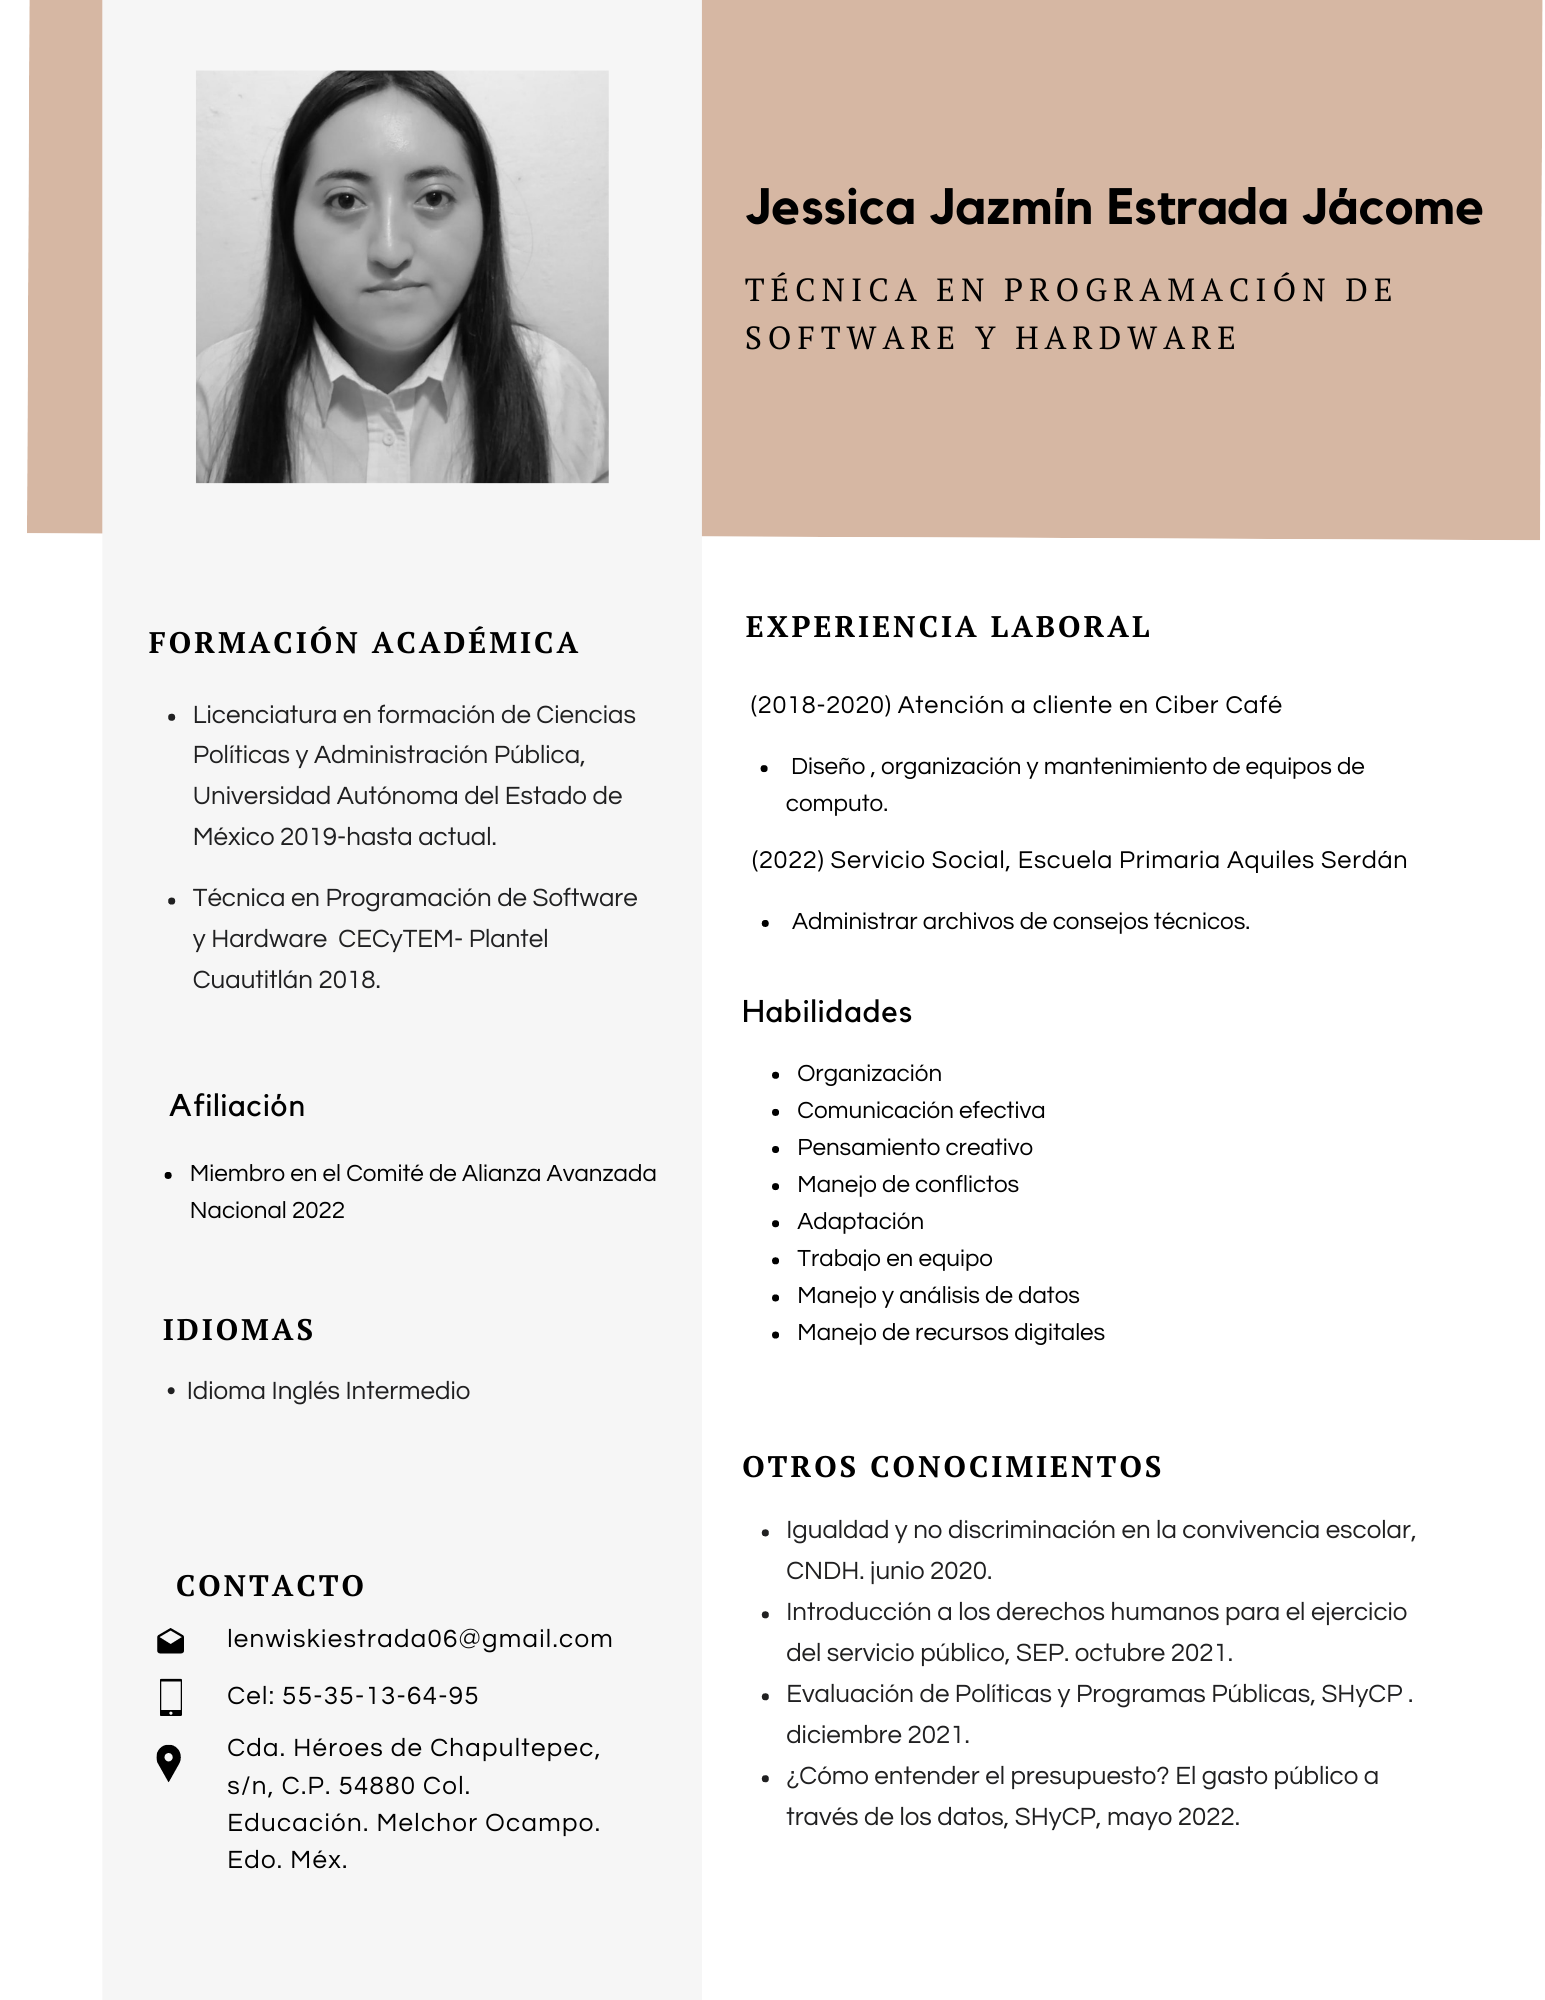 Jessica Jazmín Estrada Jácome
TÉCNICA EN PROGRAMACIÓN DE
SOFTWARE Y HARDWARE
FORMACIÓN ACADÉMICA
• Licenciatura en formación de Ciencias
Políticas y Administración Pública,
Universidad Autónoma del Estado de
México 2019-hasta actual.
• Técnica en Programación de Software
y Hardware CECyTEM- Plantel
Cuautitlán 2018.
Afiliación
• Miembro en el Comité de Alianza Avanzada
Nacional 2022
IDIOMAS
• Idioma Inglés Intermedio
CONTACTO
lenwiskiestrada06@gmail.com
Cel: 55-35-13-64-95
Cda. Héroes de Chapultepec,
s/n, C.P. 54880 Col.
Educación. Melchor Ocampo.
Edo. Méx.
EXPERIENCIA LABORAL
(2018-2020) Atención a cliente en Ciber Café
• Diseño , organización y mantenimiento de equipos de
computo.
(2022) Servicio Social, Escuela Primaria Aquiles Serdán
• Administrar archivos de consejos técnicos.
Habilidades
• Organización
• Comunicación efectiva
• Pensamiento creativo
• Manejo de conflictos
• Adaptación
• Trabajo en equipo
• Manejo y análisis de datos
• Manejo de recursos digitales
OTROS CONOCIMIENTOS
• Igualdad y no discriminación en la convivencia escolar,
CNDH. junio 2020.
• Introducción a los derechos humanos para el ejercicio
del servicio público, SEP. octubre 2021.
• Evaluación de Políticas y Programas Públicas, SHyCP .
diciembre 2021.
• ¿Cómo entender el presupuesto? El gasto público a
través de los datos, SHyCP, mayo 2022.